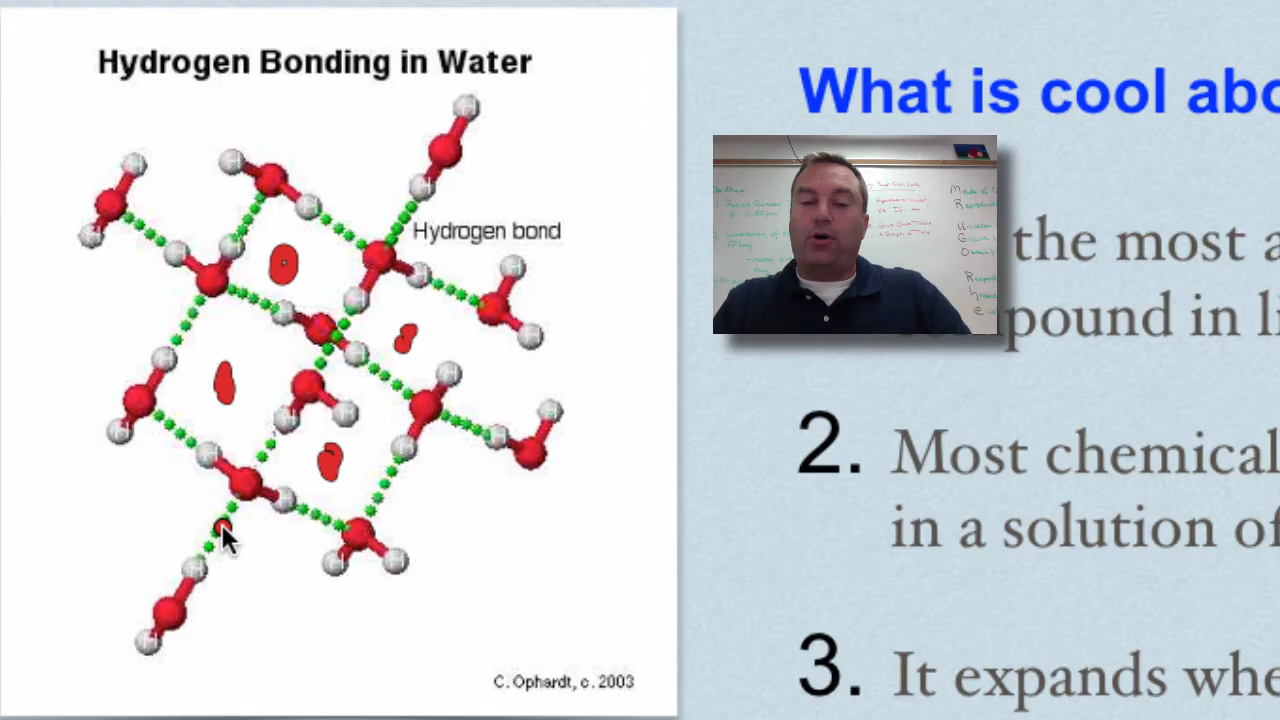 Hydrogen Bonding in Water
Hydrogen bond
C. Ophardt, c. 2003
What is cool abo
the most a
pound in li
2. Most chemical
in a solution of
3. It expands whe